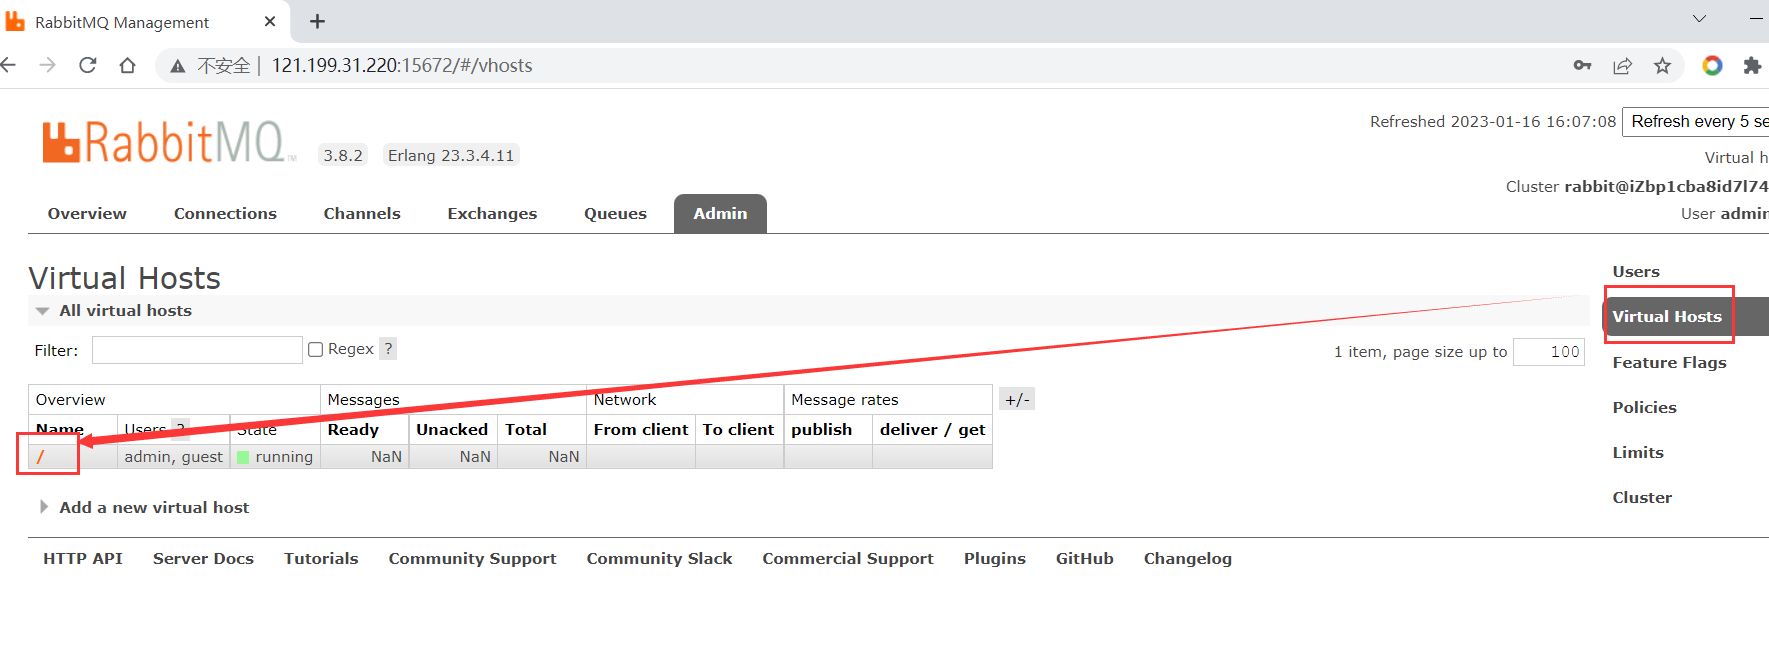 RabbitMQ Management
不安全 | 121.199.31.220:15672/#/vhosts
RabbitMQ TM 3.8.2 Erlang 23.3.4.11
Refreshed 2023-01-16 16:07:08 Refresh every 5 se
Virtual h
Cluster rabbit@iZbp1cba8id7l74
User admin
Overview Connections Channels Exchanges Queues Admin
Virtual Hosts
All virtual hosts
Filter: Regex ?
1 item, page size up to 100
Overview Messages Network Message rates +/-
Name Users ? State Ready Unacked Total From client To client publish deliver / get
/ admin, guest running NaN NaN NaN
Add a new virtual host
Users
Virtual Hosts
Feature Flags
Policies
Limits
Cluster
HTTP API Server Docs Tutorials Community Support Community Slack Commercial Support Plugins GitHub Changelog